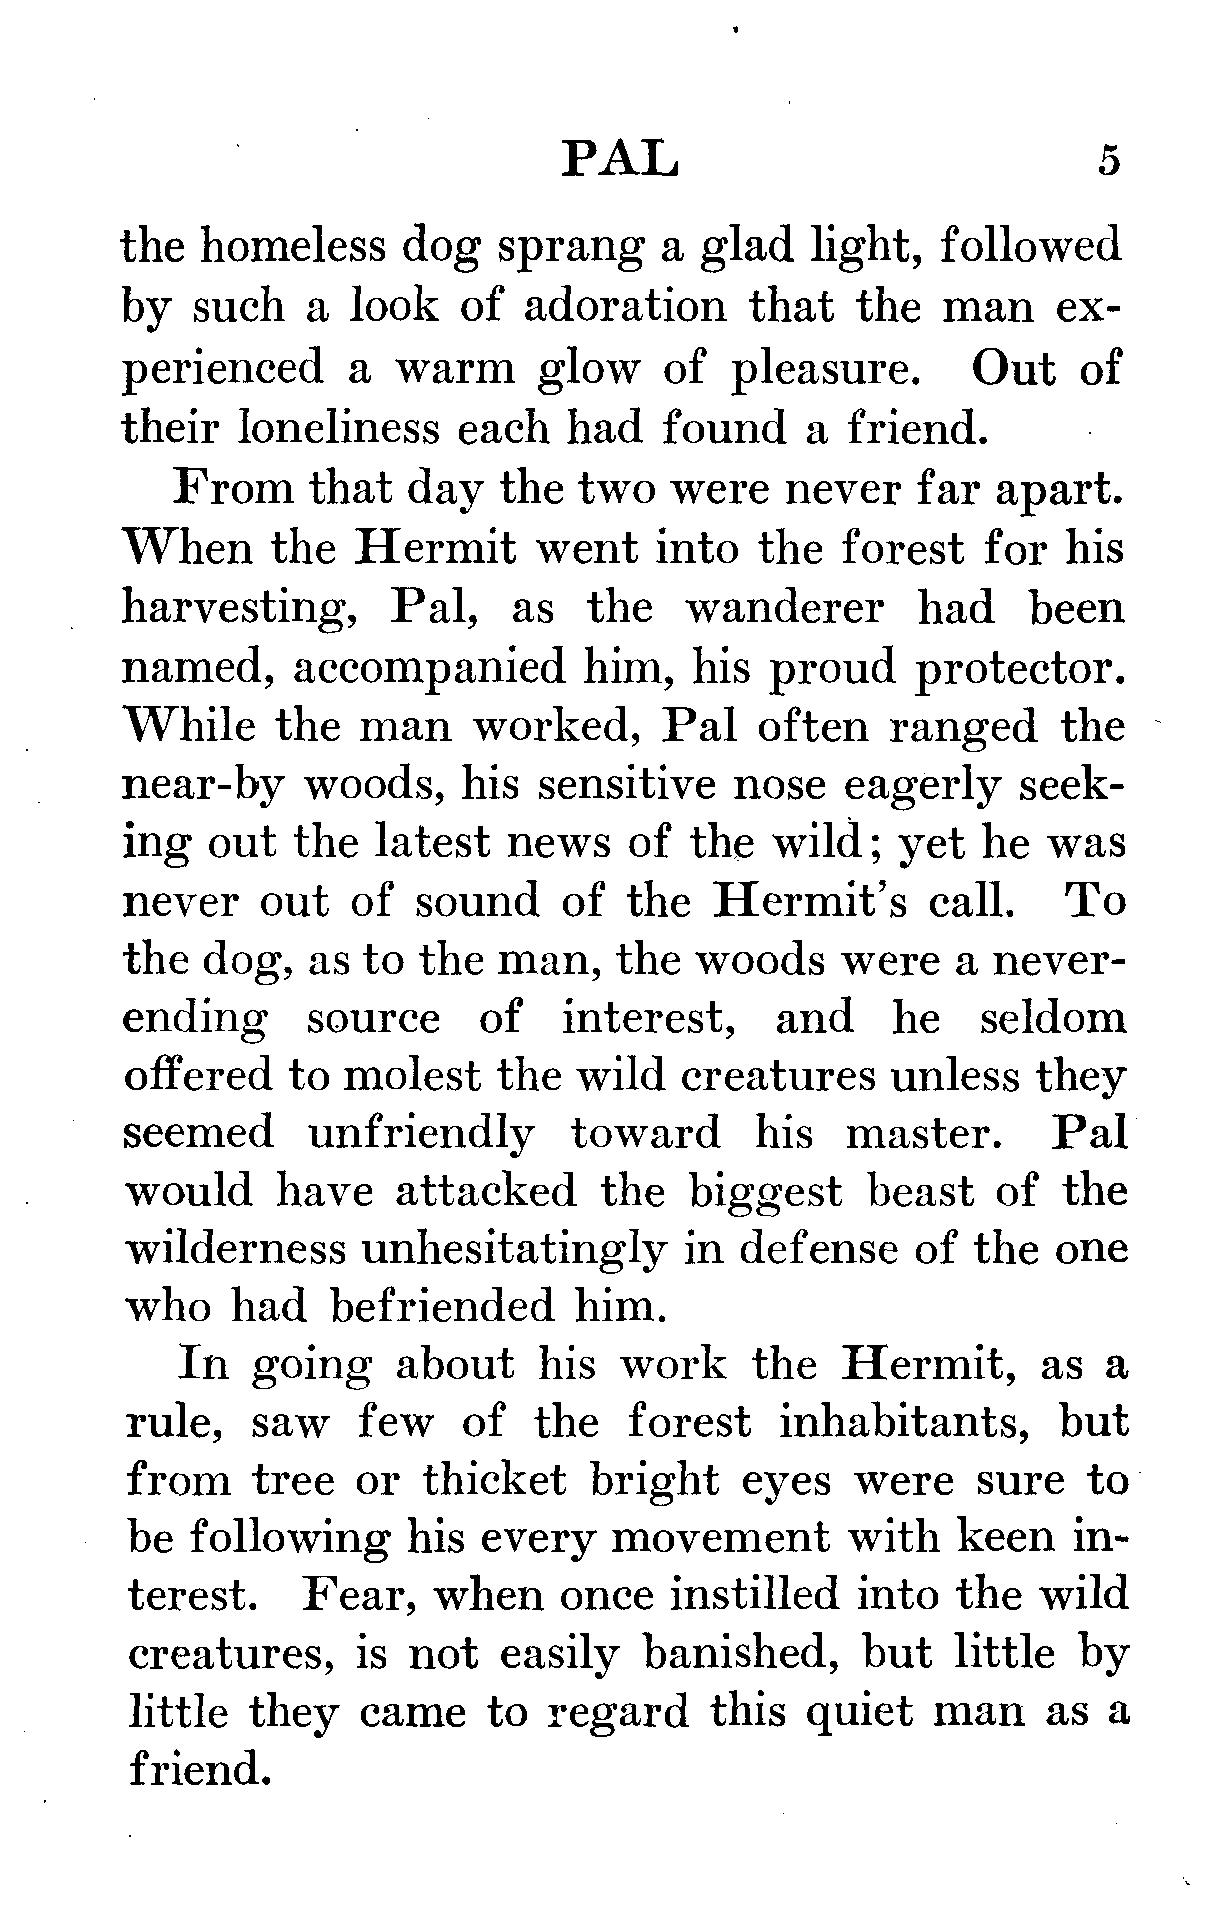 PAL 5
the homeless dog sprang a glad light, followed
by such a look of adoration that the man ex-
perienced a warm glow of pleasure. Out of
their loneliness each had found a friend.
From that day the two were never far apart.
When the Hermit went into the forest for his
harvesting, Pal, as the wanderer had been
named, accompanied him, his proud protector.
While the man worked, Pal often ranged the
near-by woods, his sensitive nose eagerly seek-
ing out the latest news of the wild; yet he was
never out of sound of the Hermit's call. To
the dog, as to the man, the woods were a never-
ending source of interest, and he seldom
offered to molest the wild creatures unless they
seemed unfriendly toward his master. Pal
would have attacked the biggest beast of the
wilderness unhesitatingly in defense of the one
who had befriended him.
In going about his work the Hermit, as a
rule, saw few of the forest inhabitants, but
from tree or thicket bright eyes were sure to
be following his every movement with keen in-
terest. Fear, when once instilled into the wild
creatures, is not easily banished, but little by
little they came to regard this quiet man as a
friend.